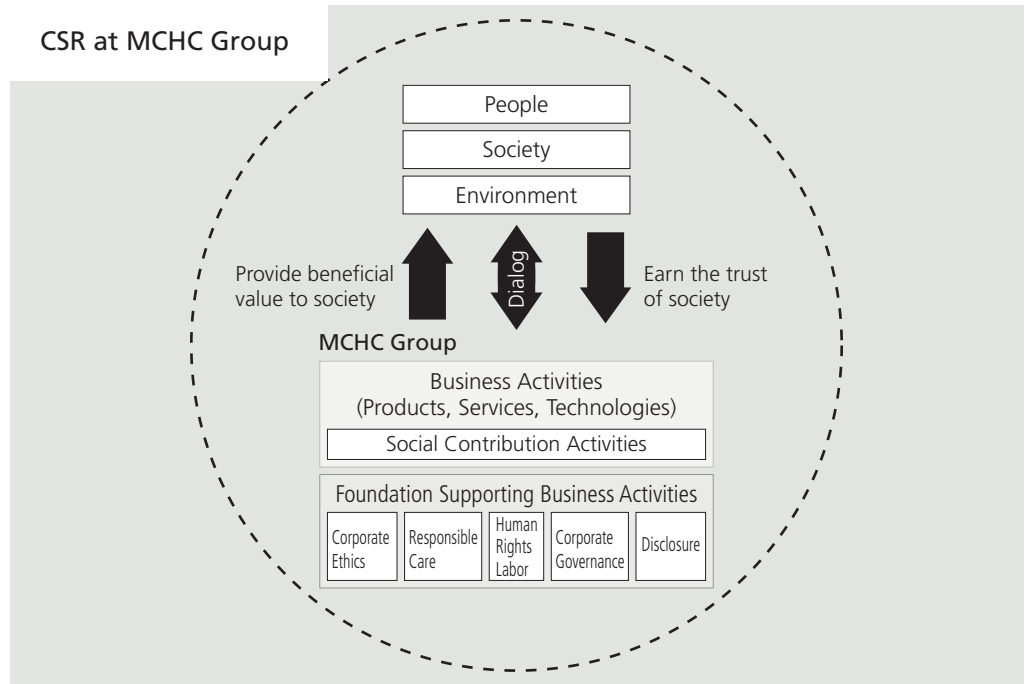 CSR at MCHC Group
People
Society
Environment
Provide beneficial
value to society
Dialog
Earn the trust
of society
MCHC Group
Business Activities
(Products, Services, Technologies)
Social Contribution Activities
Foundation Supporting Business Activities
Corporate
Ethics
Responsible
Care
Human
Rights
Labor
Corporate
Governance
Disclosure